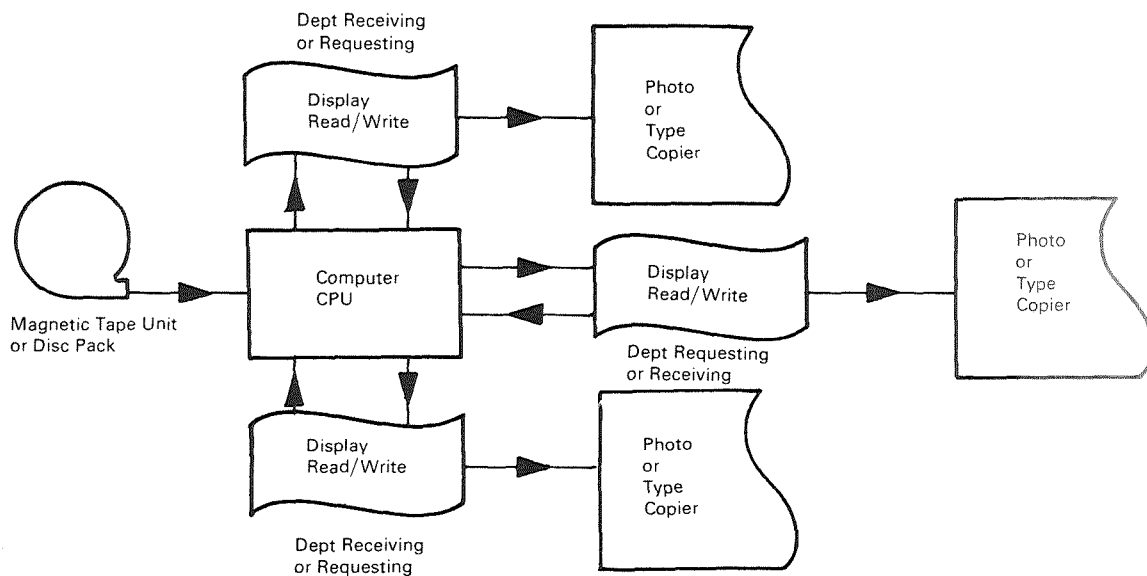 Dept Receiving
or Requesting
Display
Read/Write
Photo
or
Type
Copier
Computer
CPU
Display
Read/Write
Photo
or
Type
Copier
Magnetic Tape Unit
or Disc Pack
Dept Requesting
or Receiving
Display
Read/Write
Photo
or
Type
Copier
Dept Receiving
or Requesting